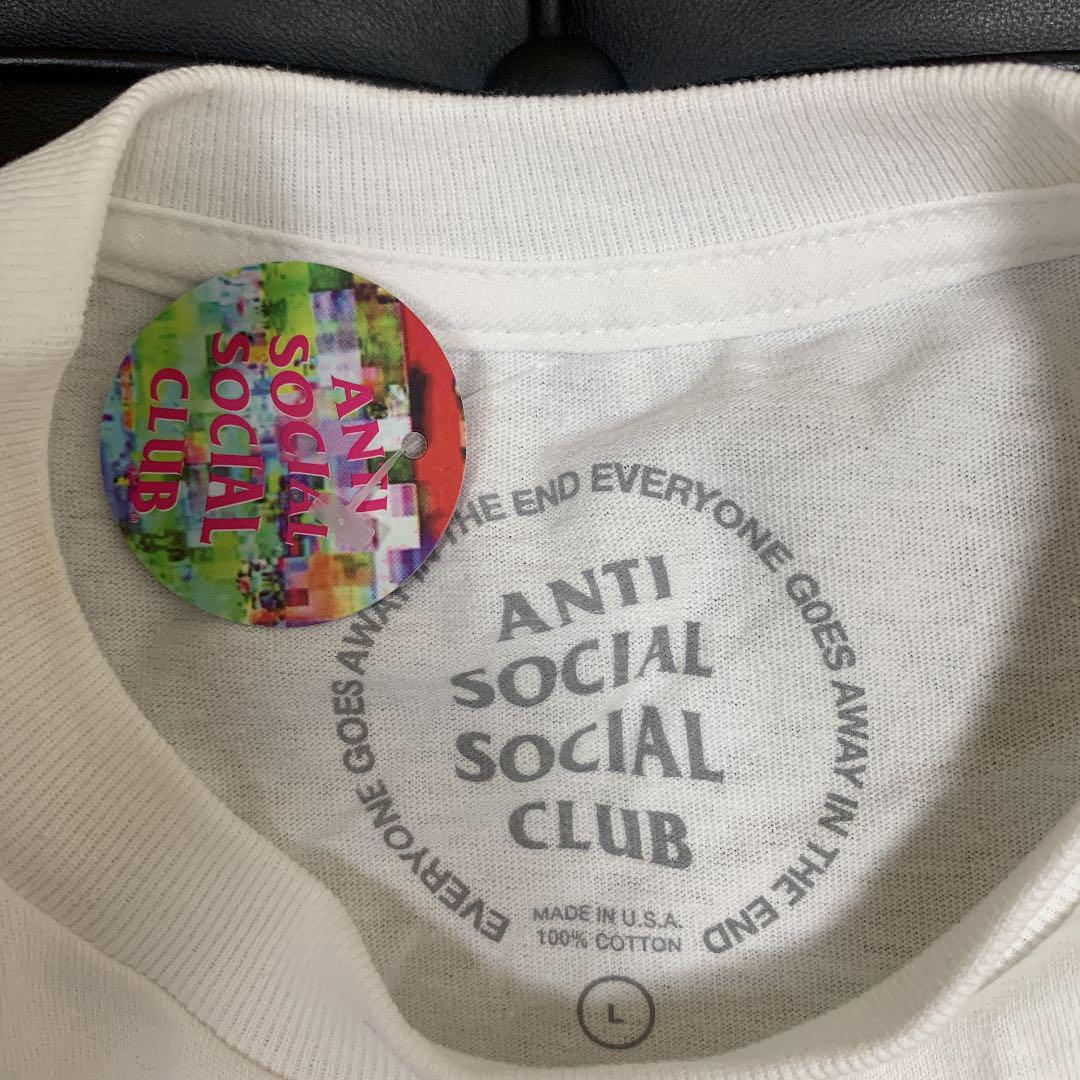 ANTI
SOCIAL
SOCIAL
CLUB®
EVERYONE GOES AWAY IN THE END EVERYONE GOES AWAY IN THE END
ANTI
SOCIAL
SOCIAL
CLUB
MADE IN U.S.A.
100% COTTON
L